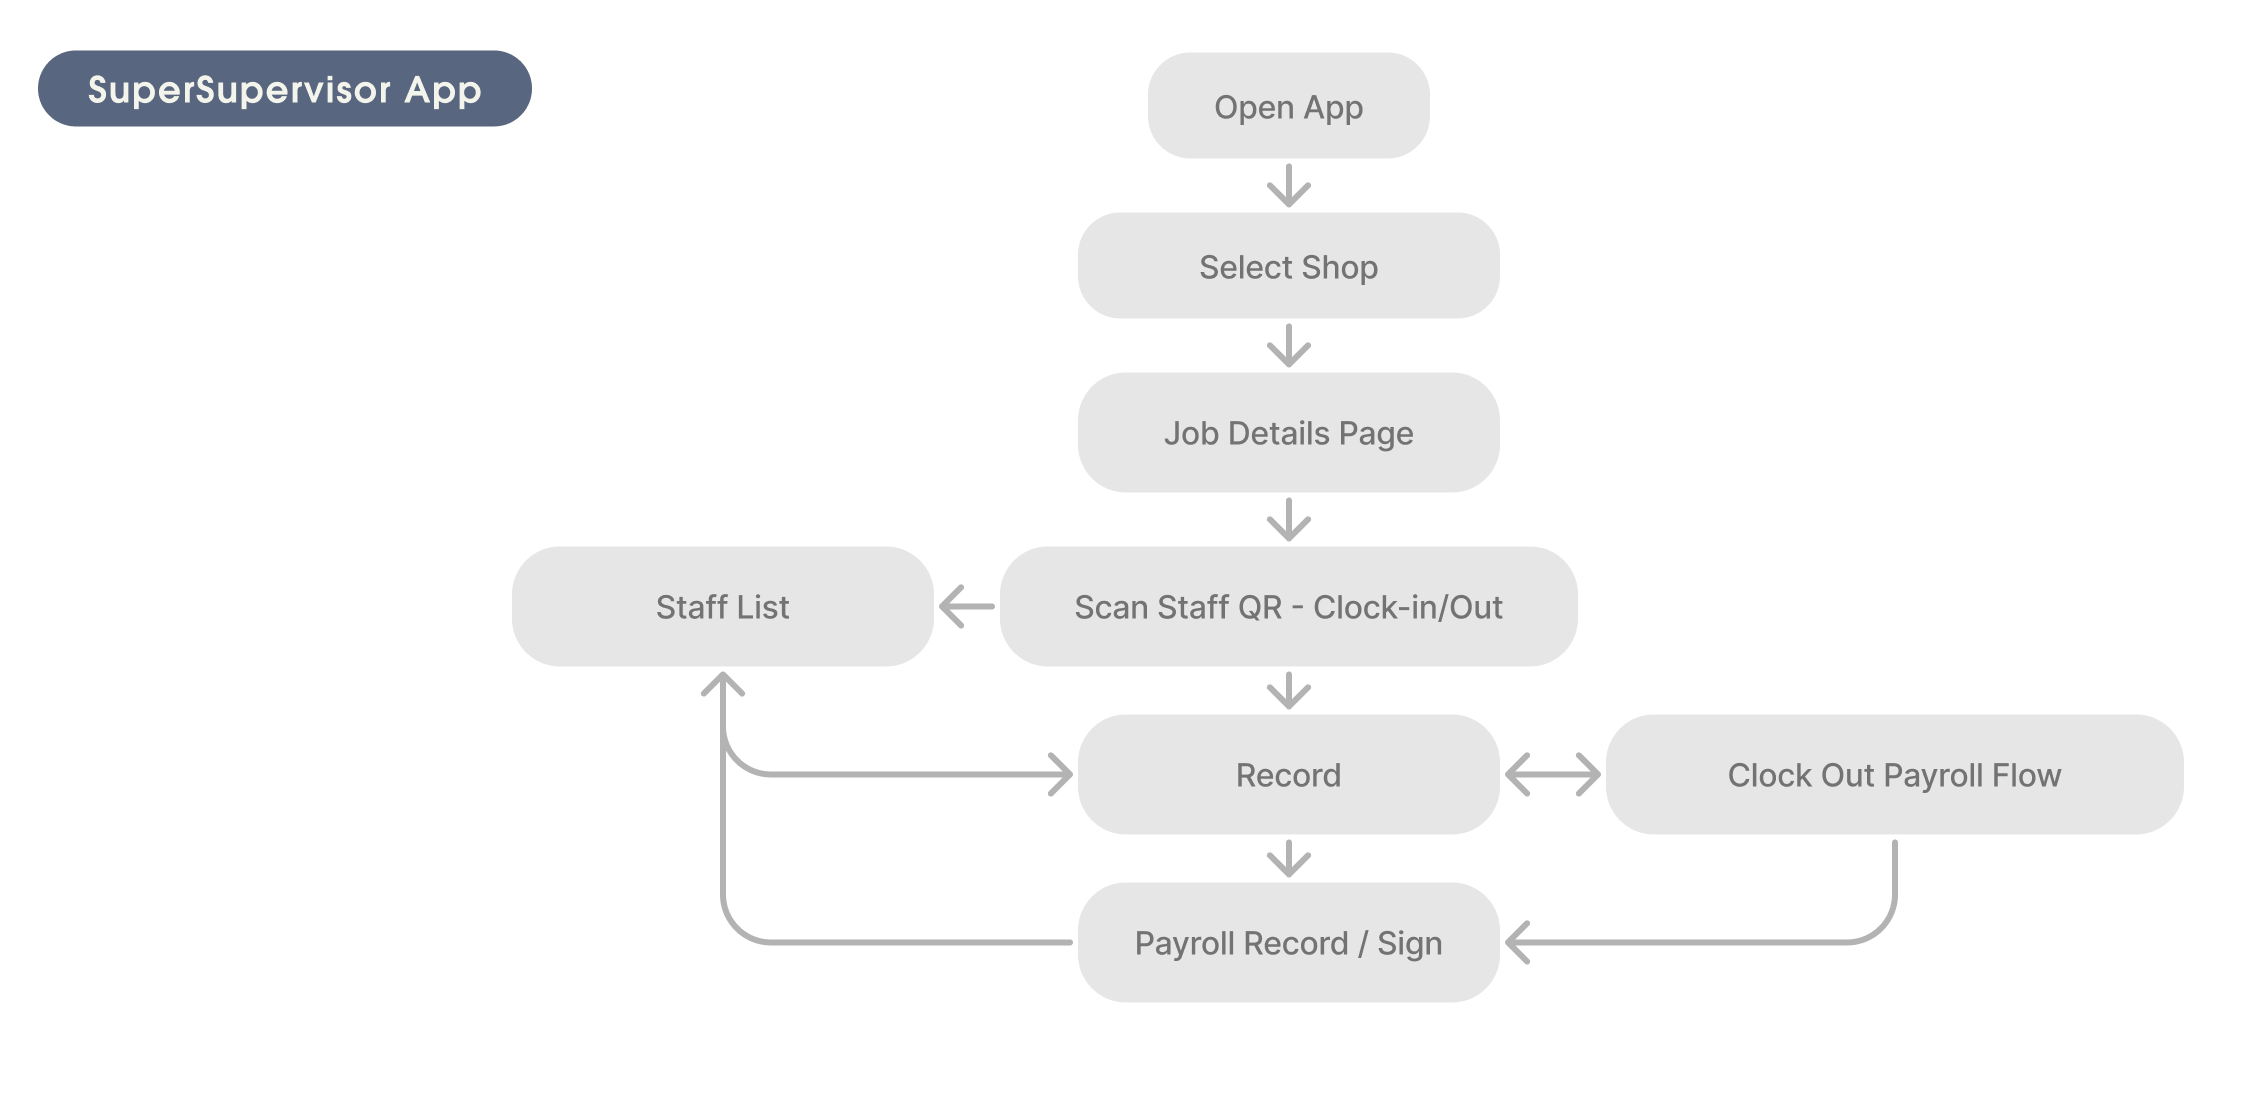 SuperSupervisor App
Open App
Select Shop
Job Details Page
Staff List
Scan Staff QR - Clock-in/Out
Record
Clock Out Payroll Flow
Payroll Record / Sign